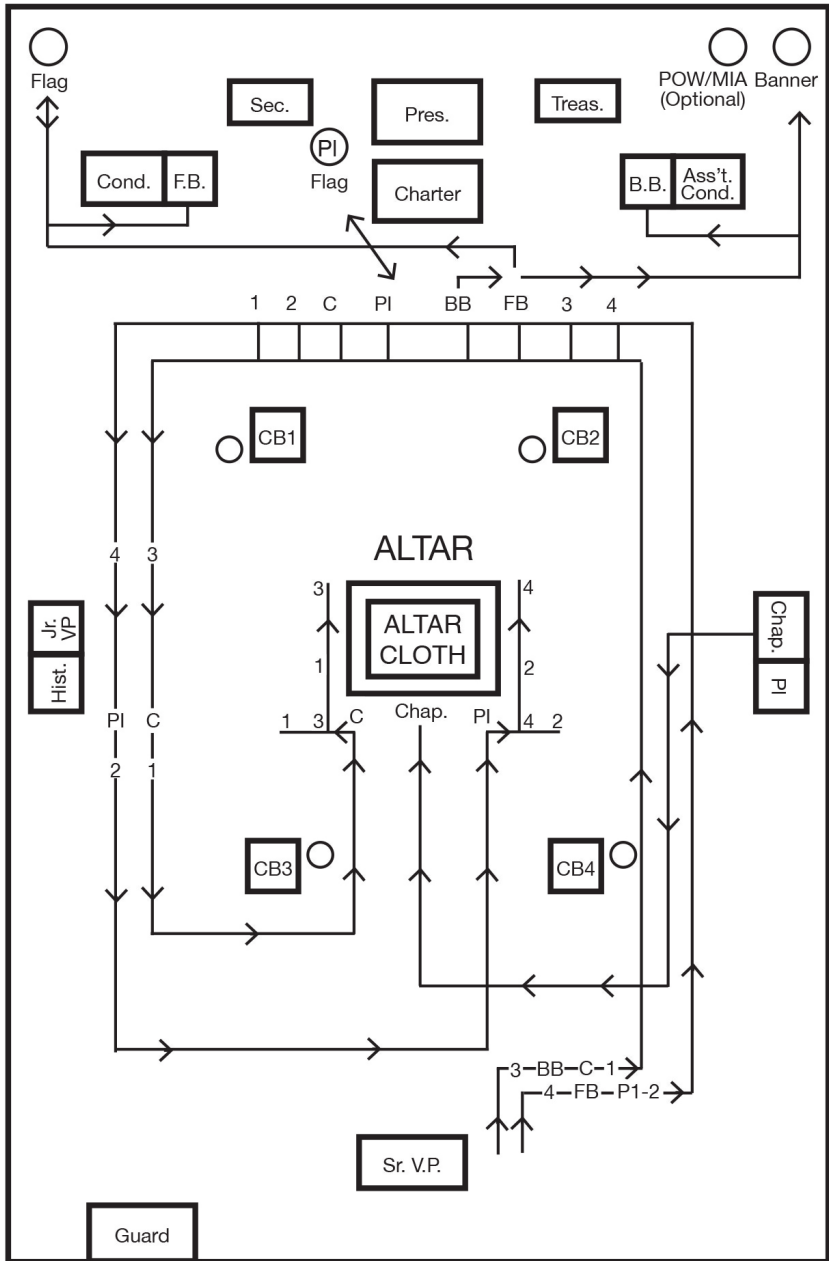 Flag
POW/MIA Banner
(Optional)
Sec.
Pres.
Treas.
PI
Flag
Cond. F.B.
Charter
B.B. Ass't.
Cond.
1 2 C PI BB FB 3 4
CB1
CB2
4 3
ALTAR
3 4
ALTAR
CLOTH
Jr.
VP
Hist.
Chap.
PI
1 2
PI C
1 3 C Chap. PI 4 2
2 1
CB3
CB4
3-BB-C-1
4-FB-P1-2
Sr. V.P.
Guard